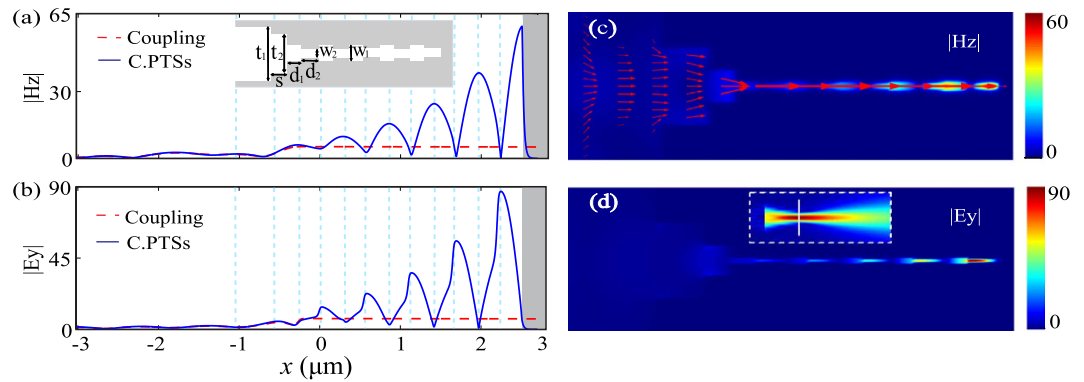 (a)
65
30
0
|Hz|
Coupling
C.PTSs
t1
t2
s
d1
d2
w2
w1
(b)
90
45
0
|Ey|
Coupling
C.PTSs
-3 -2 -1 0 1 2 3
x (μm)
(c)
|Hz|
60
0
(d)
|Ey|
90
0